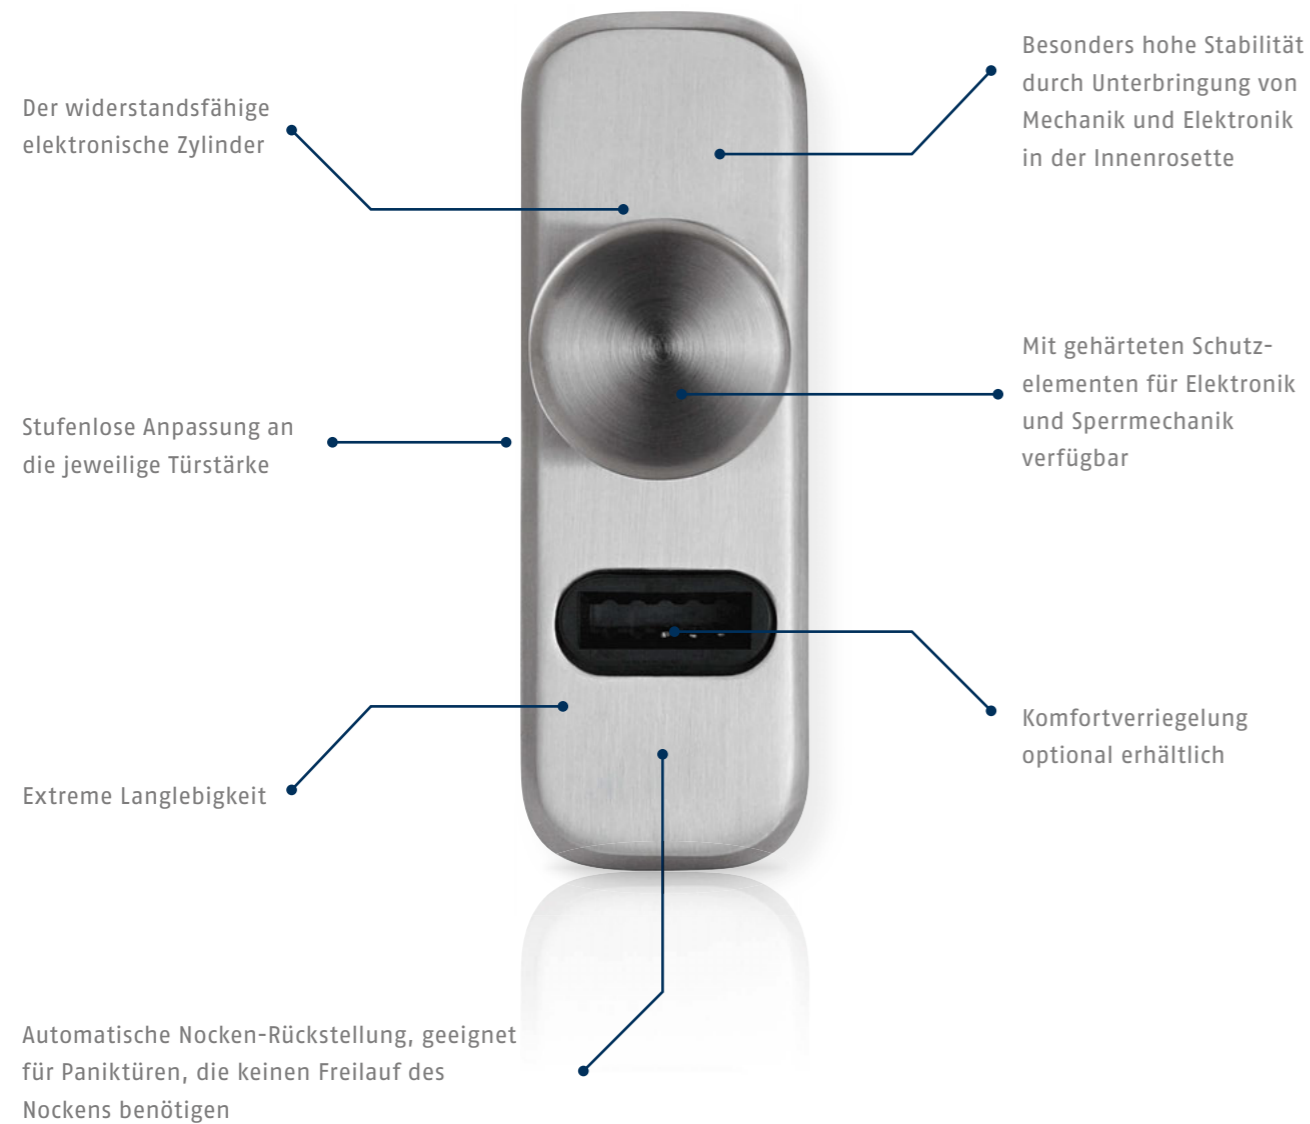 Der widerstandsfähige
elektronische Zylinder
Besonders hohe Stabilität
durch Unterbringung von
Mechanik und Elektronik
in der Innenrosette
Mit gehärteten Schutz-
elementen für Elektronik
und Sperrmechanik
verfügbar
Stufenlose Anpassung an
die jeweilige Türstärke
Komfortverriegelung
optional erhältlich
Extreme Langlebigkeit
Automatische Nocken-Rückstellung, geeignet
für Paniktüren, die keinen Freilauf des
Nockens benötigen